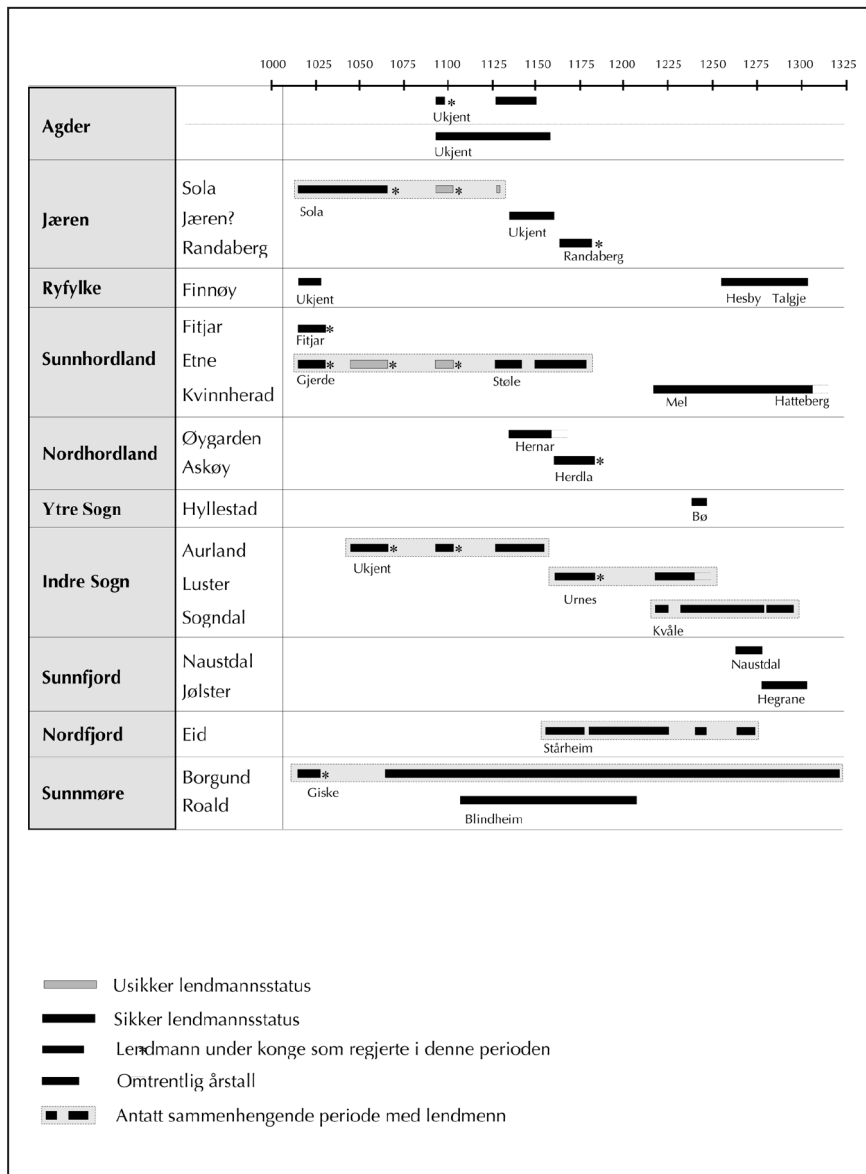 1000 1025 1050 1075 1100 1125 1150 1175 1200 1225 1250 1275 1300 1325
Agder
*
Ukjent
Ukjent
Jæren
Sola
* *
Sola
Jæren?
Ukjent
Randaberg
*
Randaberg
Ryfylke
Finnøy
Ukjent Hesby Talgje
Sunnhordland
Fitjar
*
Fitjar
Etne
* * *
Gjerde Støle
Kvinnherad
Mel Hatteberg
Nordhordland
Øygarden
Hernar
Askøy
*
Herdla
Ytre Sogn
Hyllestad
Bø
Indre Sogn
Aurland
* *
Ukjent
Luster
*
Urnes
Sogndal
Kvåle
Sunnfjord
Naustdal
Naustdal
Jølster
Hegrane
Nordfjord
Eid
Stårheim
Sunnmøre
Borgund
*
Giske
Roald
Blindheim
Usikker lendmannsstatus
Sikker lendmannsstatus
* Lendmann under konge som regjerte i denne perioden
Omtrentlig årstall
Antatt sammenhengende periode med lendmenn